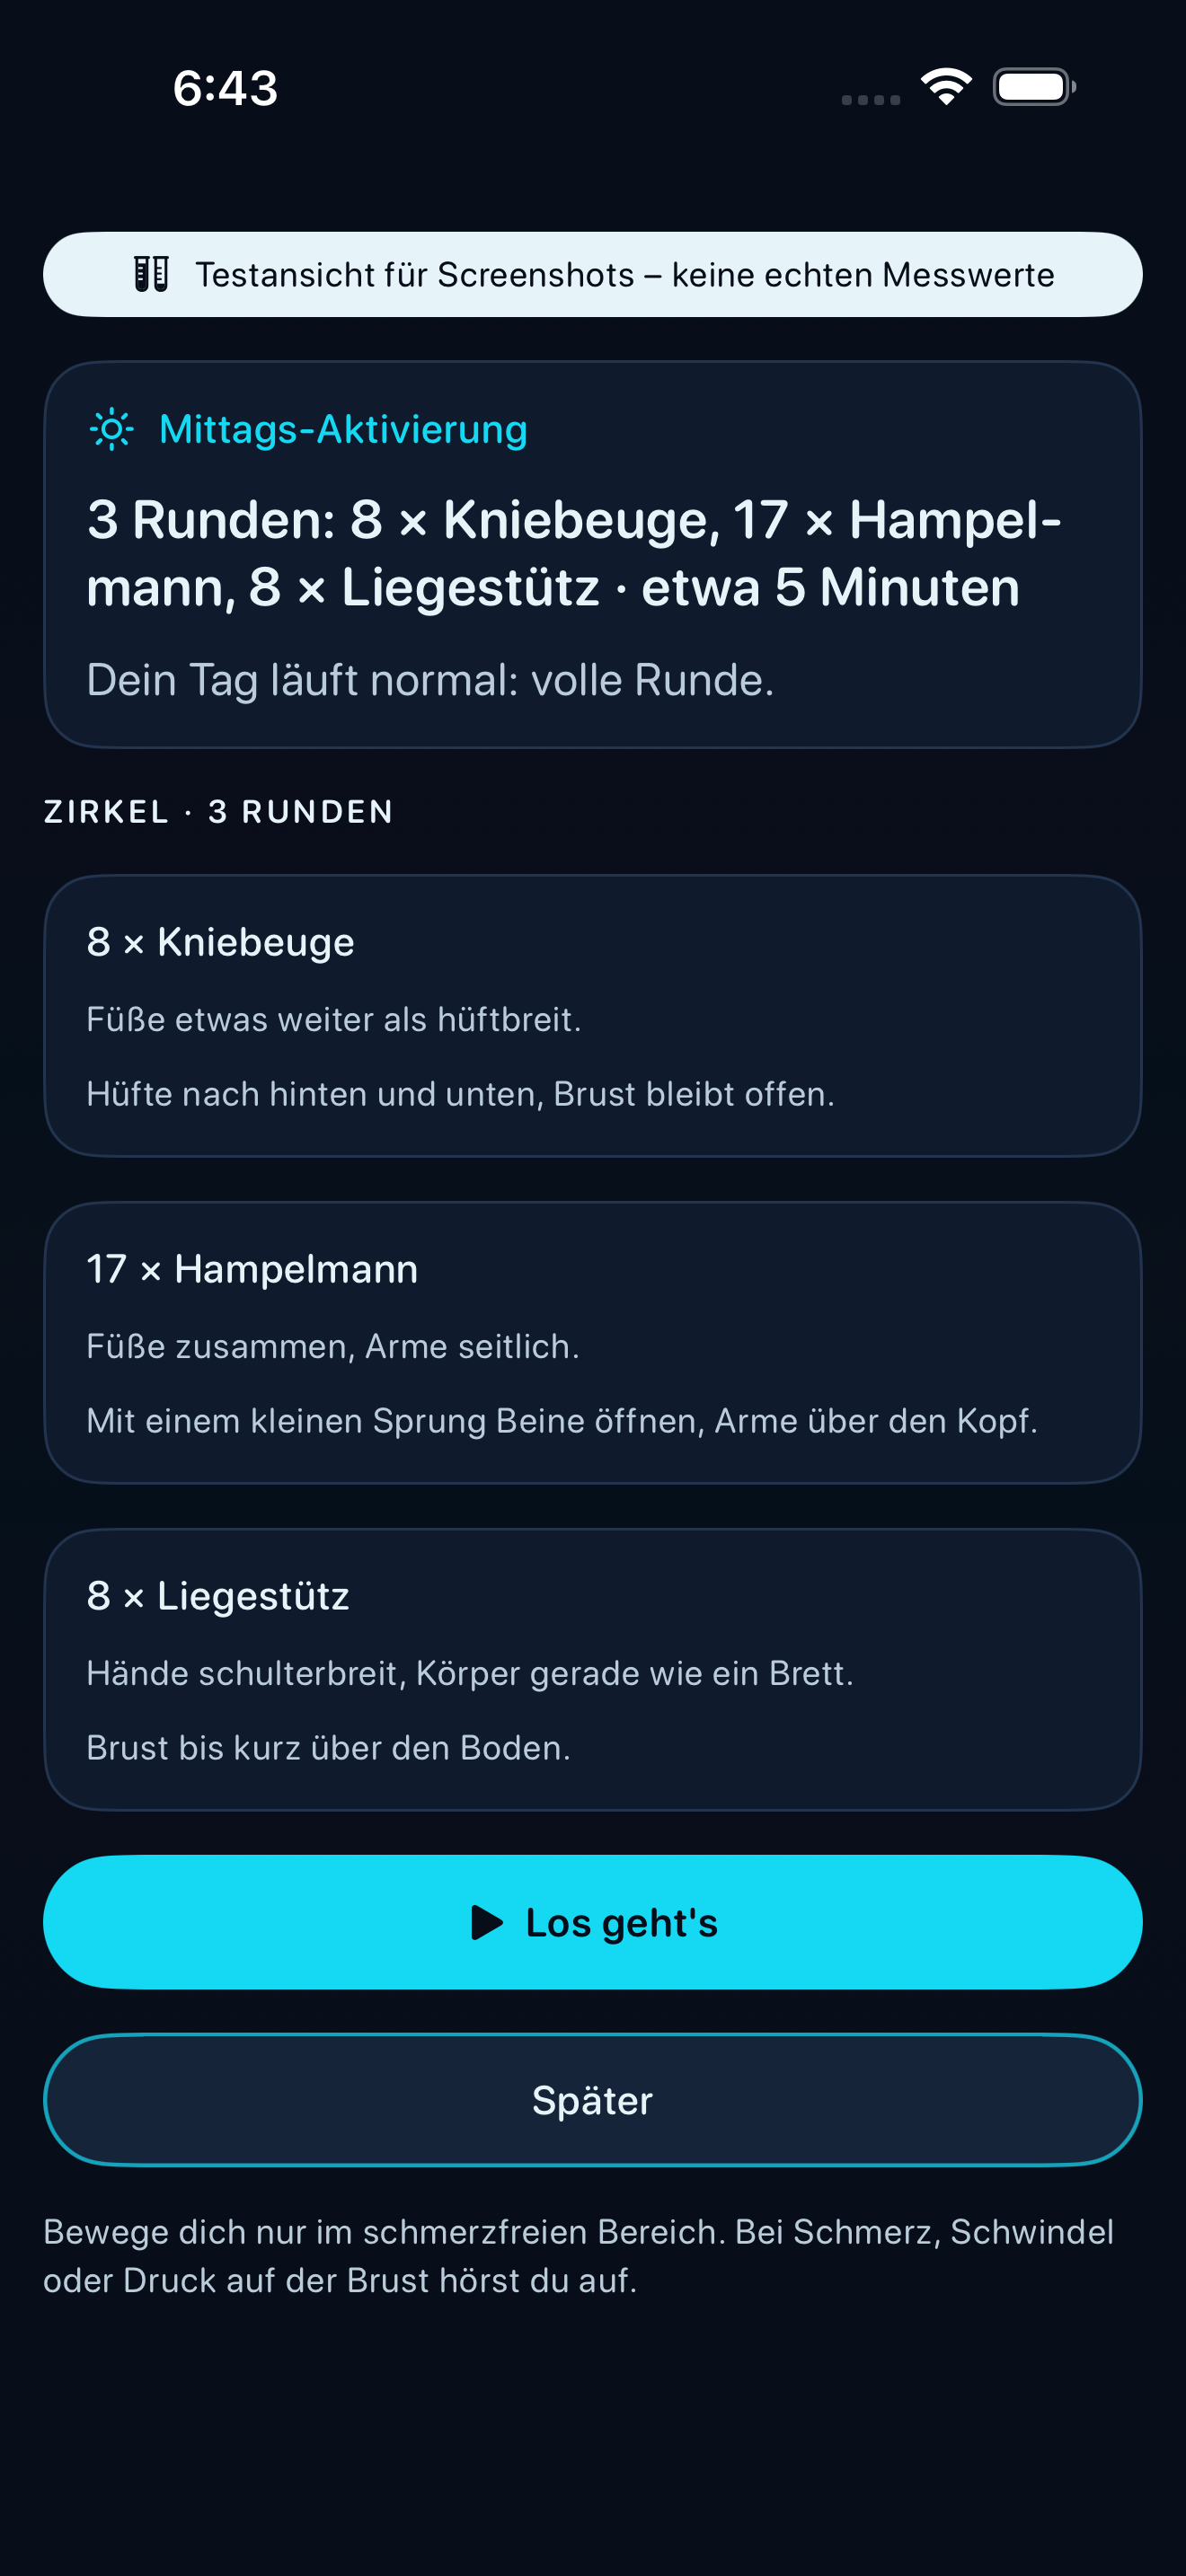 6:43
Testansicht für Screenshots – keine echten Messwerte
Mittags-Aktivierung
3 Runden: 8 × Kniebeuge, 17 × Hampel-
mann, 8 × Liegestütz · etwa 5 Minuten
Dein Tag läuft normal: volle Runde.
ZIRKEL · 3 RUNDEN
8 × Kniebeuge
Füße etwas weiter als hüftbreit.
Hüfte nach hinten und unten, Brust bleibt offen.
17 × Hampelmann
Füße zusammen, Arme seitlich.
Mit einem kleinen Sprung Beine öffnen, Arme über den Kopf.
8 × Liegestütz
Hände schulterbreit, Körper gerade wie ein Brett.
Brust bis kurz über den Boden.
Los geht's
Später
Bewege dich nur im schmerzfreien Bereich. Bei Schmerz, Schwindel
oder Druck auf der Brust hörst du auf.